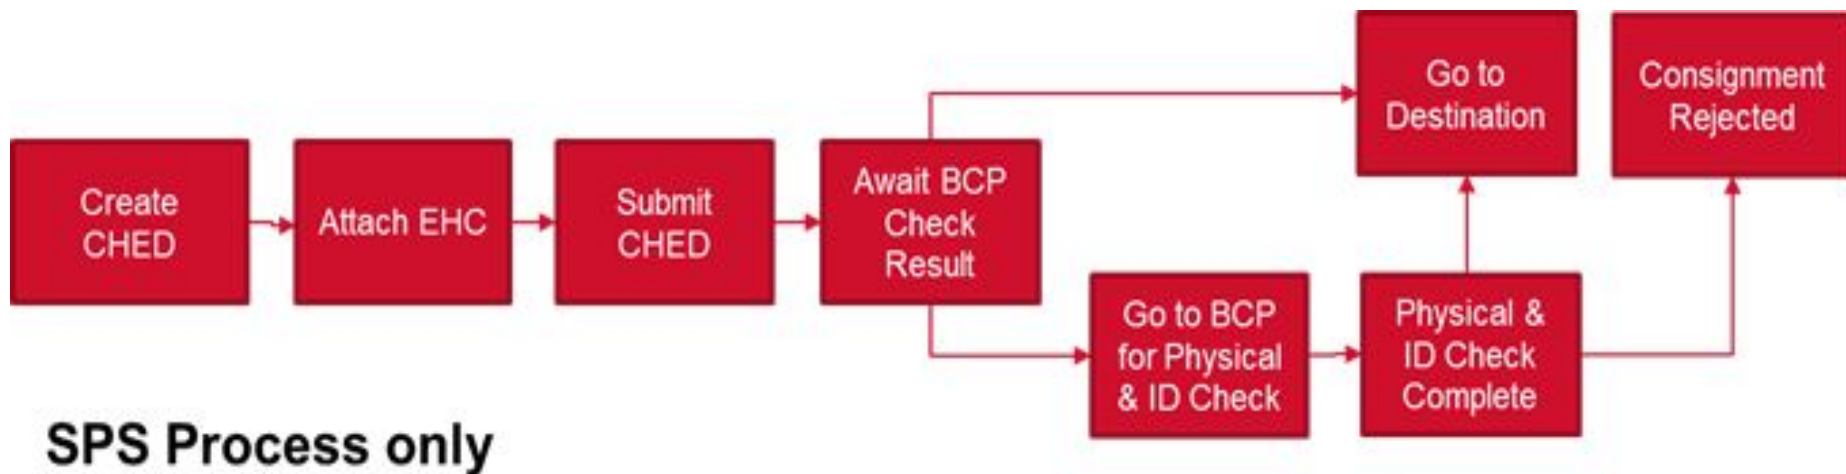 Create
CHED
Attach EHC
Submit
CHED
Await BCP
Check
Result
Go to
Destination
Consignment
Rejected
Go to BCP
for Physical
& ID Check
Physical &
ID Check
Complete
SPS Process only